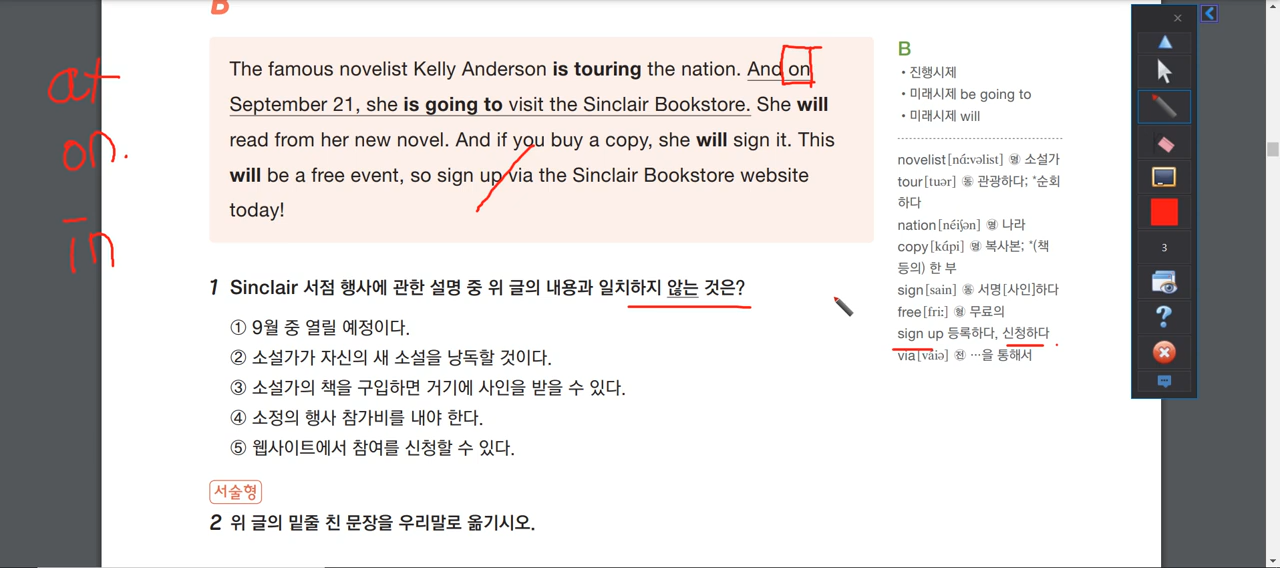 B
The famous novelist Kelly Anderson is touring the nation. And on
September 21, she is going to visit the Sinclair Bookstore. She will
read from her new novel. And if you buy a copy, she will sign it. This
will be a free event, so sign up via the Sinclair Bookstore website
today!
at
on.
in
1 Sinclair 서점 행사에 관한 설명 중 위 글의 내용과 일치하지 않는 것은?
① 9월 중 열릴 예정이다.
② 소설가가 자신의 새 소설을 낭독할 것이다.
③ 소설가의 책을 구입하면 거기에 사인을 받을 수 있다.
④ 소정의 행사 참가비를 내야 한다.
⑤ 웹사이트에서 참여를 신청할 수 있다.
서술형
2 위 글의 밑줄 친 문장을 우리말로 옮기시오.
B
• 진행시제
• 미래시제 be going to
• 미래시제 will
novelist[nάːvəlist] 명 소설가
tour[tuər] 동 관광하다; *순회
하다
nation[néiʃən] 명 나라
copy[kάpi] 명 복사본; *(책
등의) 한 부
sign[sain] 동 서명[사인]하다
free[friː] 형 무료의
sign up 등록하다, 신청하다
via[váiə] 전 …을 통해서
3